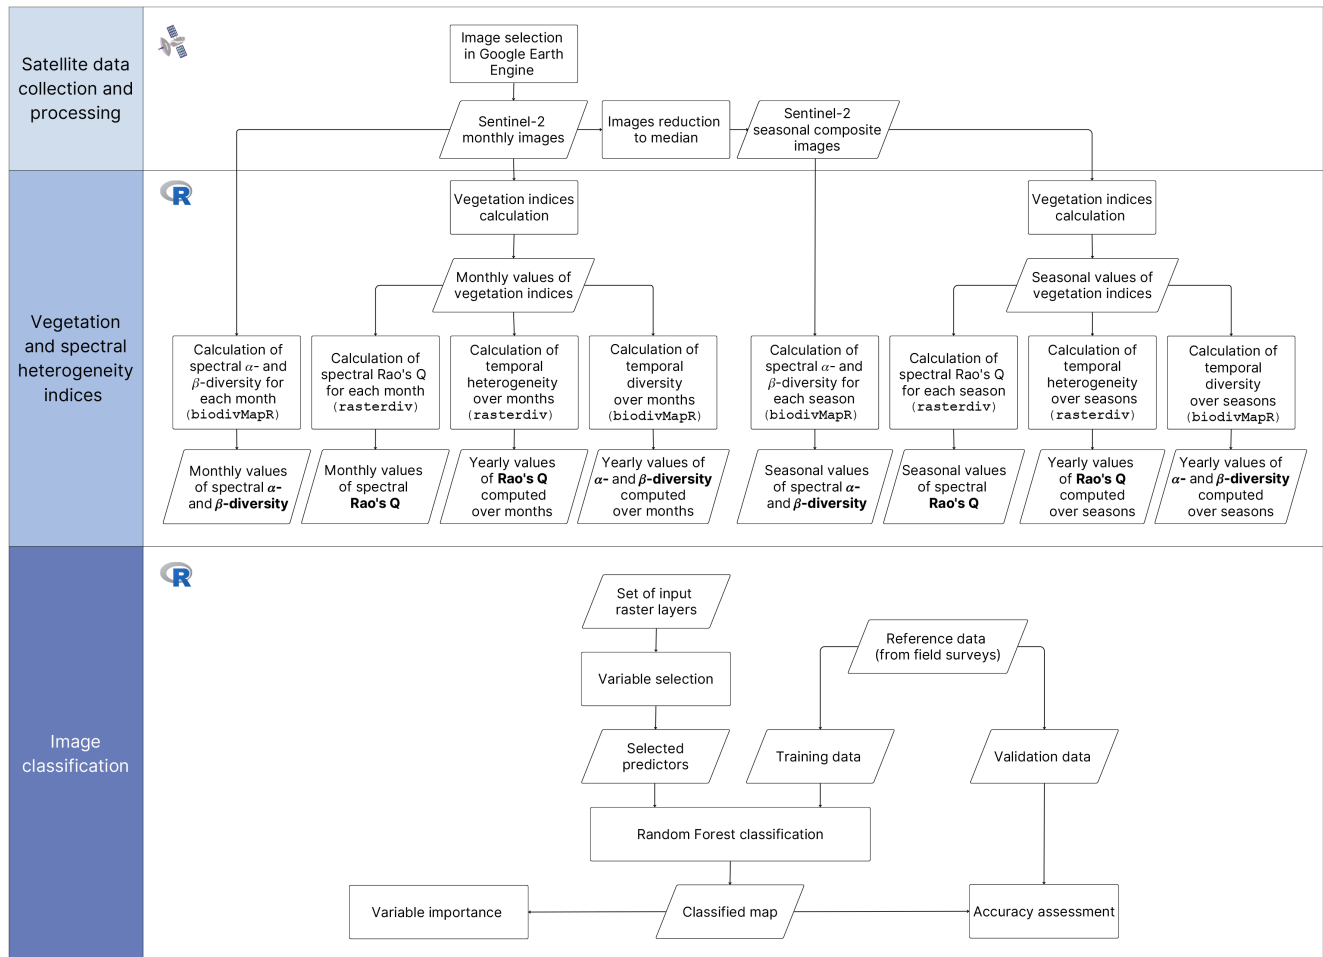 Satellite data
collection and
processing
Image selection
in Google Earth
Engine
Sentinel-2
monthly images
Images reduction
to median
Sentinel-2
seasonal composite
images
Vegetation
and spectral
heterogeneity
indices
R
Vegetation indices
calculation
Vegetation indices
calculation
Monthly values of
vegetation indices
Seasonal values of
vegetation indices
Calculation of
spectral α- and
β-diversity for
each month
(biodivMapR)
Calculation of
spectral Rao's Q
for each month
(rasterdiv)
Calculation of
temporal
heterogeneity
over months
(rasterdiv)
Calculation of
temporal
diversity
over months
(biodivMapR)
Calculation of
spectral α- and
β-diversity for
each season
(biodivMapR)
Calculation of
spectral Rao's Q
for each season
(rasterdiv)
Calculation of
temporal
heterogeneity
over seasons
(rasterdiv)
Calculation of
temporal
diversity
over seasons
(biodivMapR)
Monthly values
of spectral α-
and β-diversity
Monthly values
of spectral
Rao's Q
Yearly values
of Rao's Q
computed
over months
Yearly values of
α- and β-diversity
computed
over months
Seasonal values
of spectral α-
and β-diversity
Seasonal values
of spectral
Rao's Q
Yearly values
of Rao's Q
computed
over seasons
Yearly values of
α- and β-diversity
computed
over seasons
Image
classification
R
Set of input
raster layers
Reference data
(from field surveys)
Variable selection
Selected
predictors
Training data
Validation data
Random Forest classification
Variable importance
Classified map
Accuracy assessment